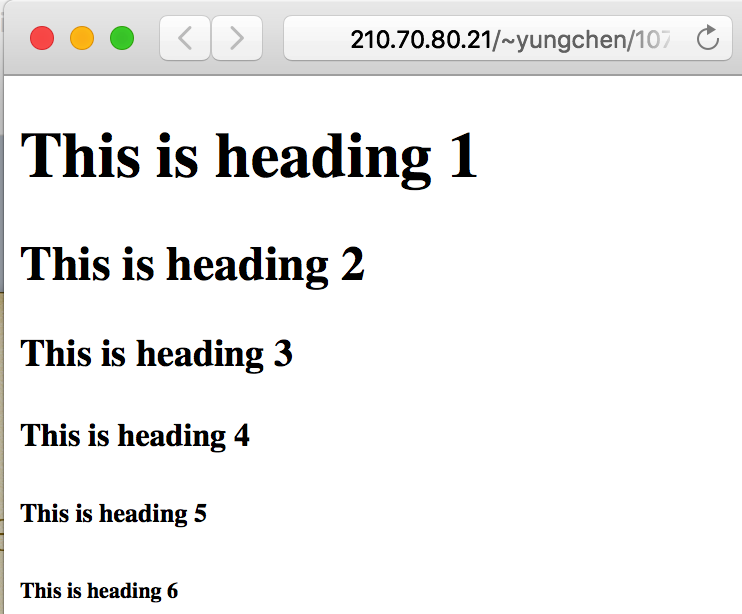 210.70.80.21/~yungchen/107
This is heading 1
This is heading 2
This is heading 3
This is heading 4
This is heading 5
This is heading 6